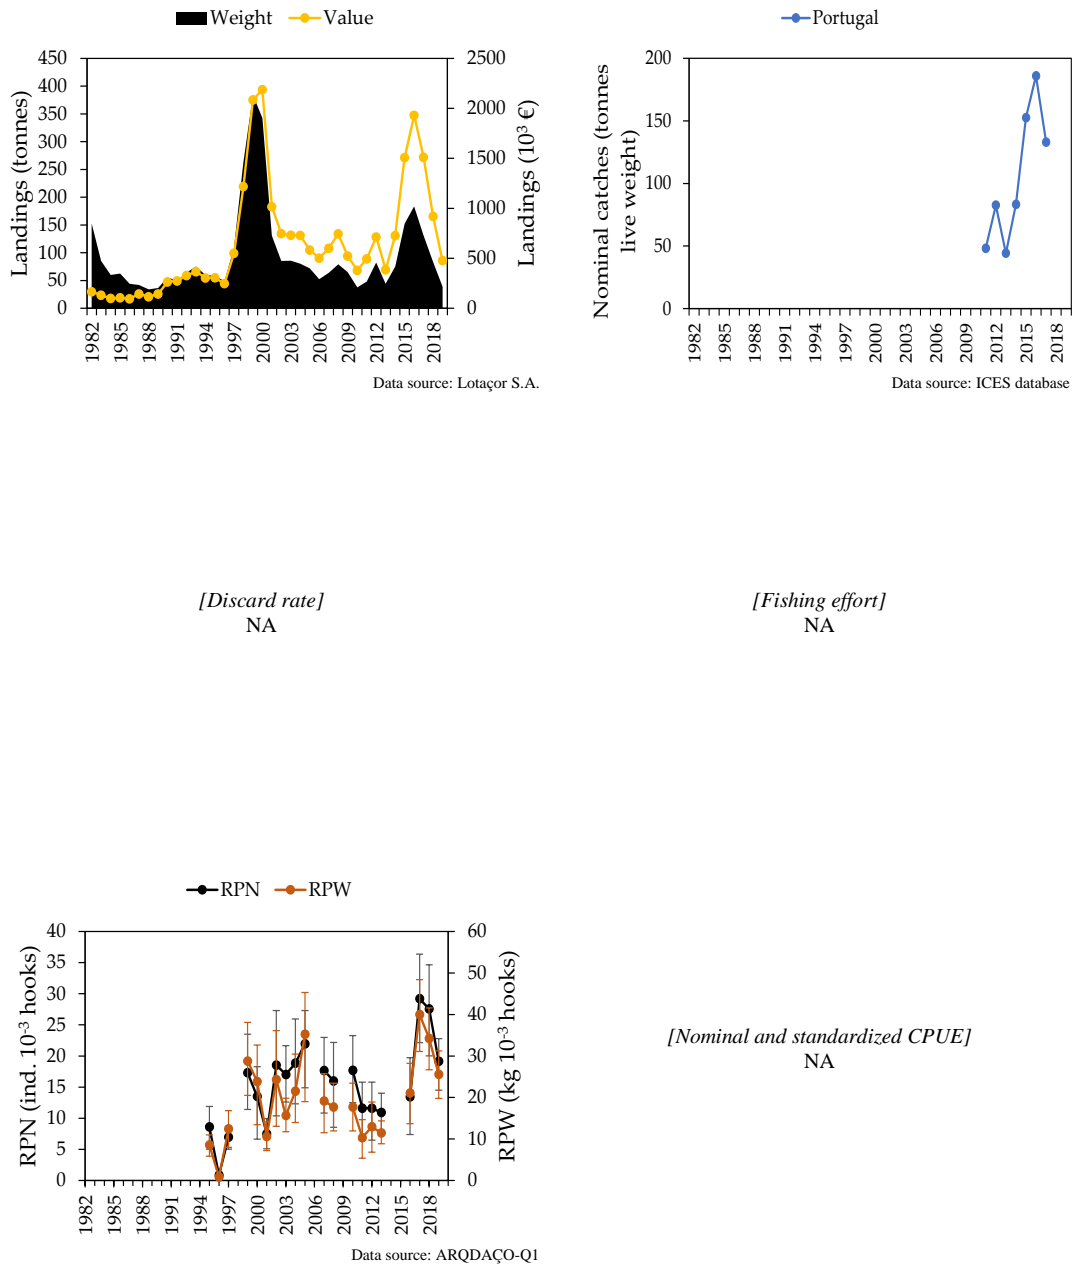 Weight Value
Landings (tonnes)
450
400
350
300
250
200
150
100
50
0
2500
2000
1500
1000
500
0
Landings (10³ €)
1982 1985 1988 1991 1994 1997 2000 2003 2006 2009 2012 2015 2018
Data source: Lotaçor S.A.
Portugal
Nominal catches (tonnes
live weight)
200
150
100
50
0
1982 1985 1988 1991 1994 1997 2000 2003 2006 2009 2012 2015 2018
Data source: ICES database
[Discard rate]
NA
[Fishing effort]
NA
RPN RPW
RPN (ind. 10⁻³ hooks)
40
35
30
25
20
15
10
5
0
60
50
40
30
20
10
0
RPW (kg 10⁻³ hooks)
1982 1985 1988 1991 1994 1997 2000 2003 2006 2009 2012 2015 2018
Data source: ARQDAÇO-Q1
[Nominal and standardized CPUE]
NA